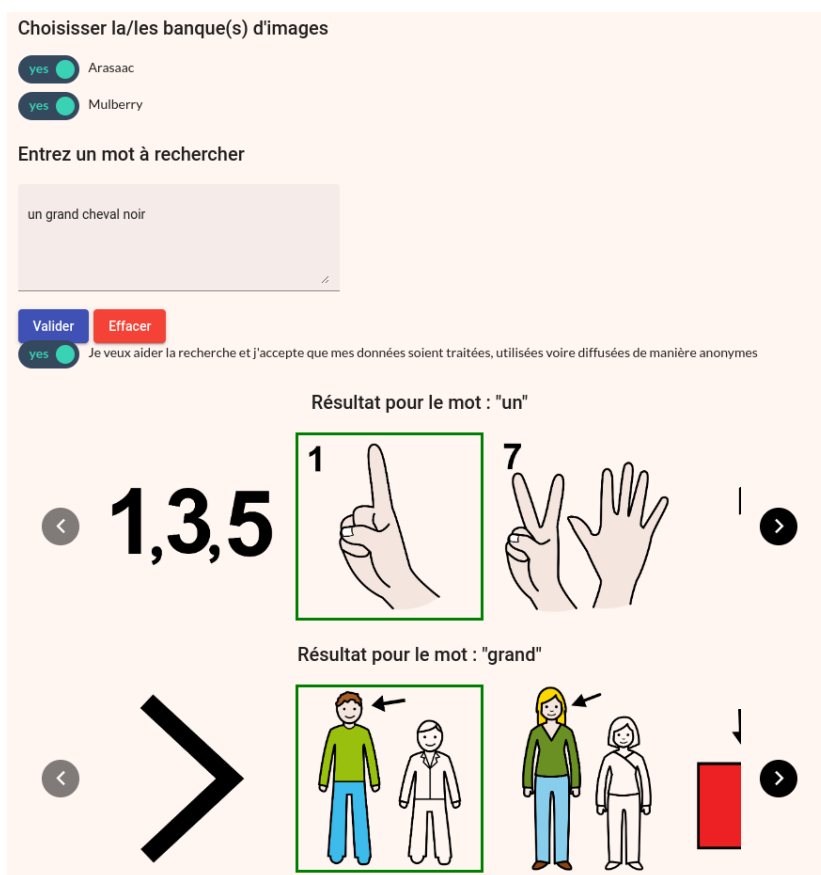 Choisisser la/les banque(s) d'images
yes Arasaac
yes Mulberry
Entrez un mot à rechercher
un grand cheval noir
Valider Effacer
yes Je veux aider la recherche et j'accepte que mes données soient traitées, utilisées voire diffusées de manière anonymes
Résultat pour le mot : "un"
1,3,5
1
7
Résultat pour le mot : "grand"